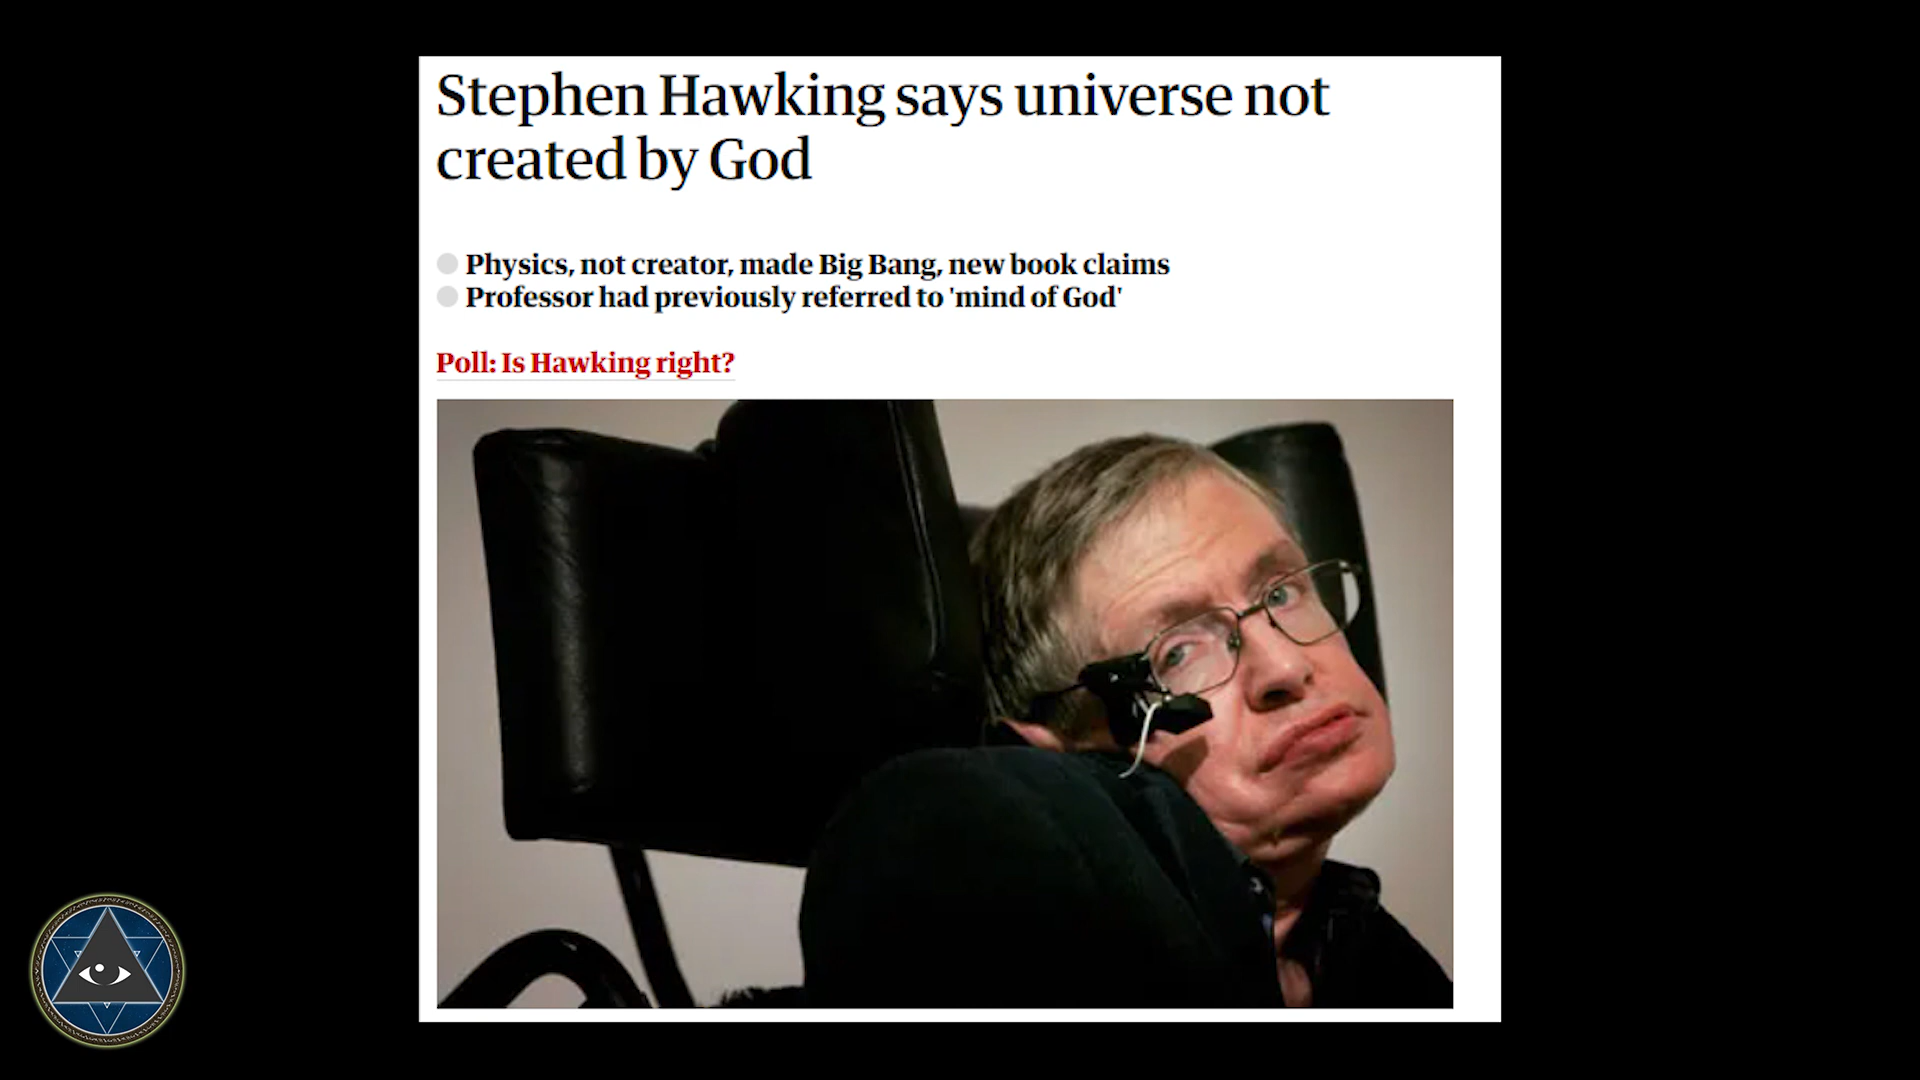 Stephen Hawking says universe not
created by God
Physics, not creator, made Big Bang, new book claims
Professor had previously referred to 'mind of God'
Poll: Is Hawking right?